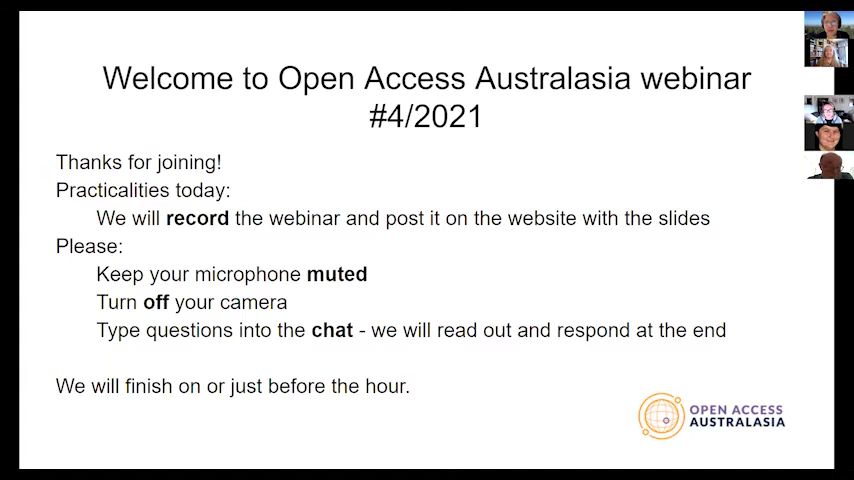 Welcome to Open Access Australasia webinar
#4/2021
Thanks for joining!
Practicalities today:
We will record the webinar and post it on the website with the slides
Please:
Keep your microphone muted
Turn off your camera
Type questions into the chat - we will read out and respond at the end
We will finish on or just before the hour.
OPEN ACCESS
AUSTRALASIA